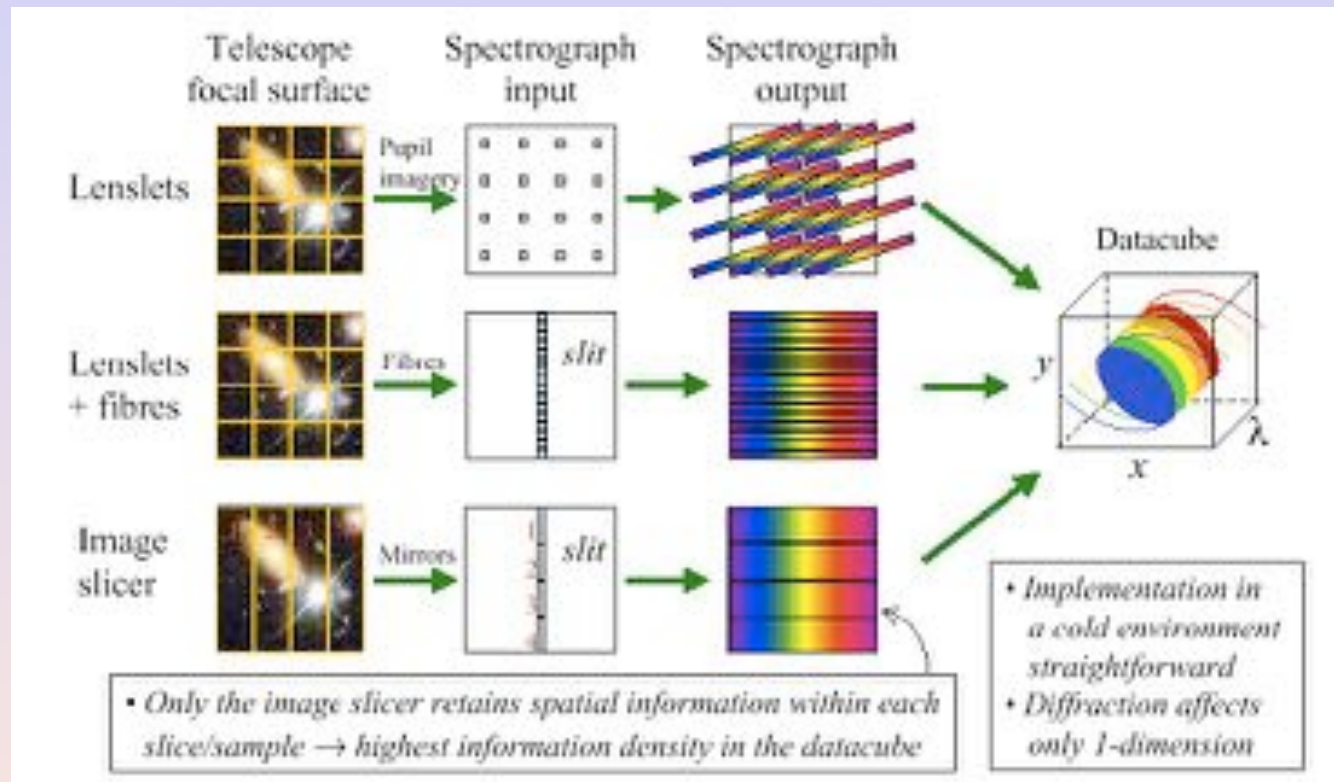 Telescope
focal surface
Spectrograph
input
Spectrograph
output
Lenslets
Pupil
imagery
Datacube
y
x
λ
Lenslets
+ fibres
Fibres
slit
Image
slicer
Mirrors
slit
• Implementation in
a cold environment
straightforward
• Diffraction affects
only 1-dimension
• Only the image slicer retains spatial information within each
slice/sample → highest information density in the datacube